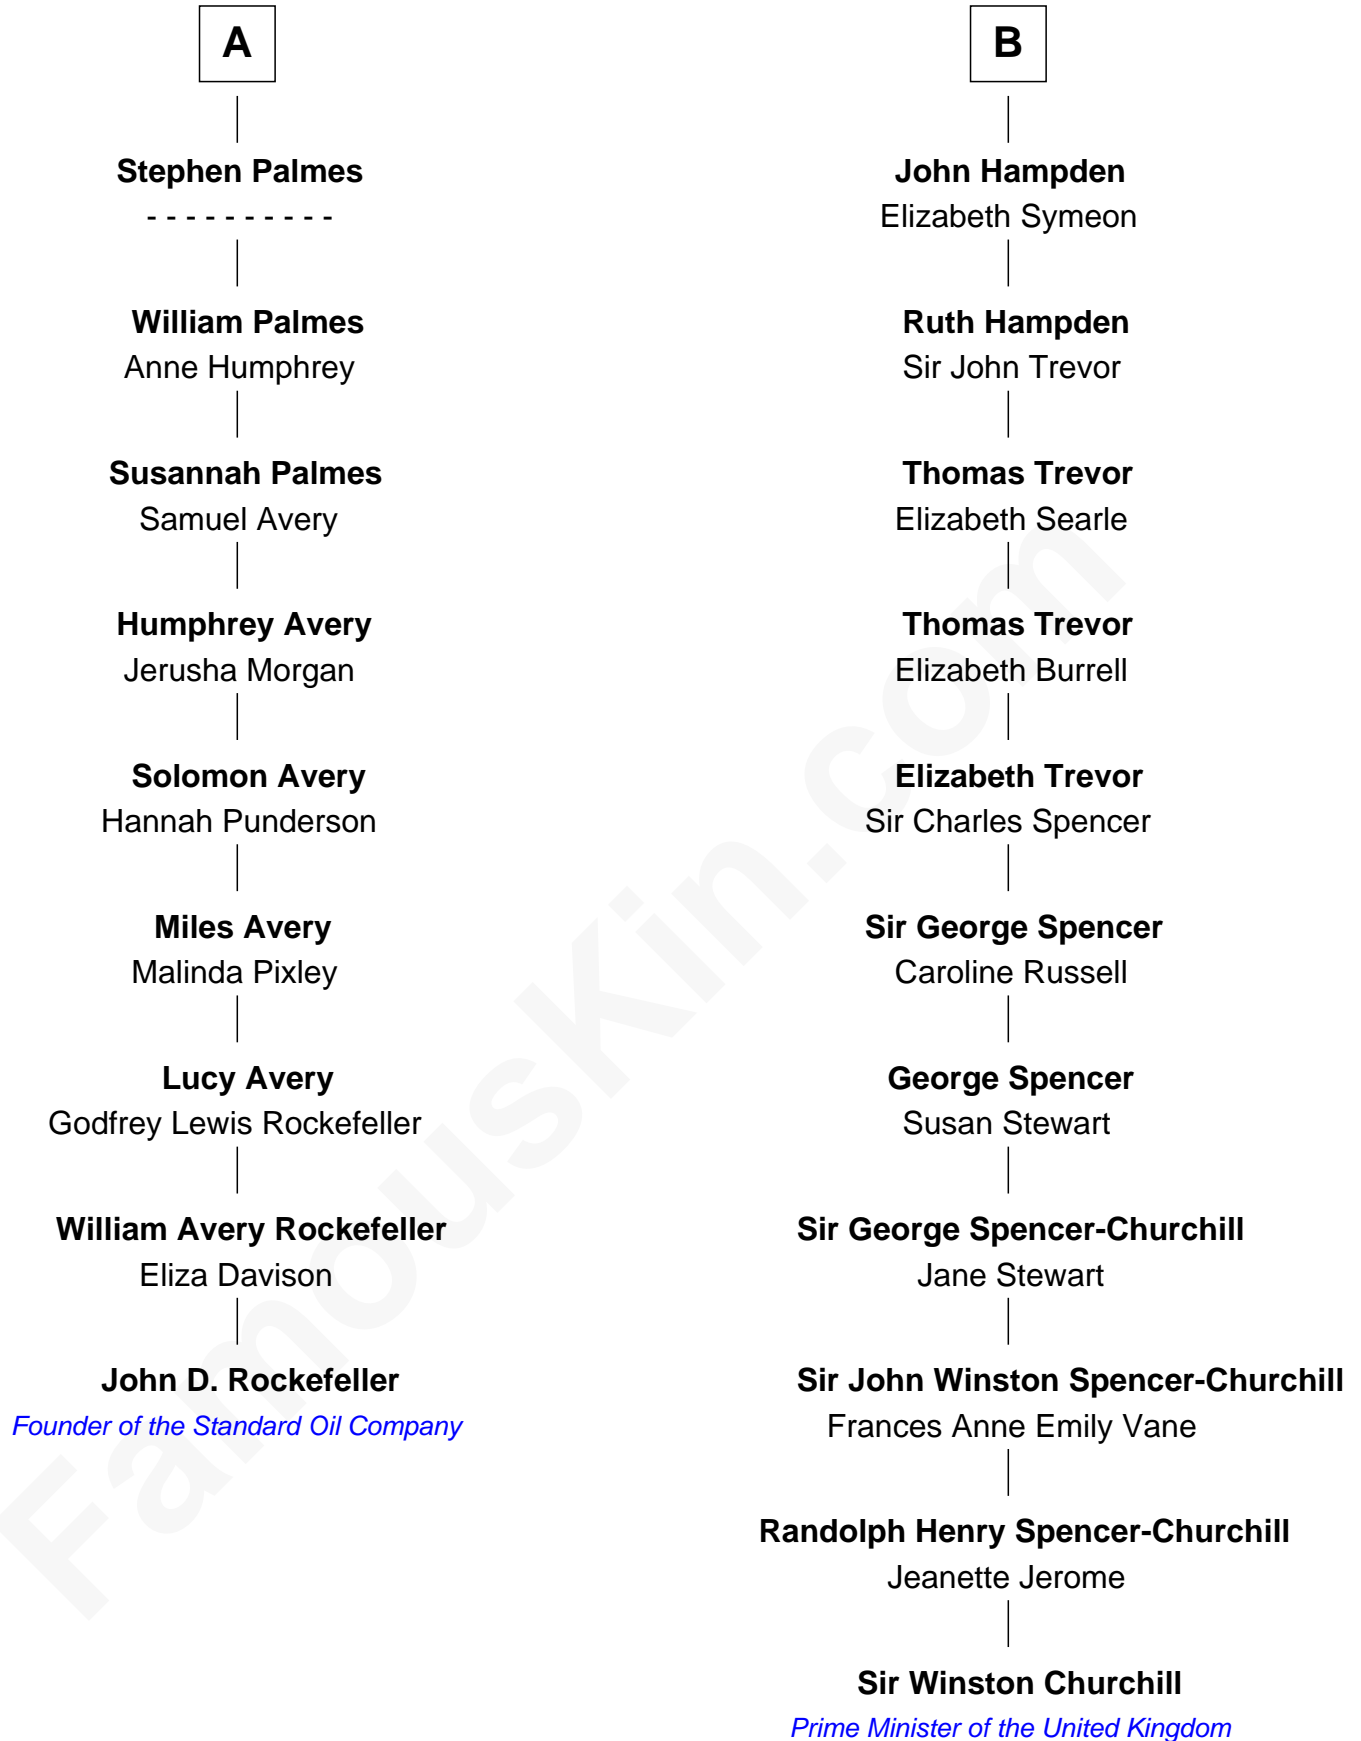 A
Stephen Palmes
- - - - - - - - - -
William Palmes
Anne Humphrey
Susannah Palmes
Samuel Avery
Humphrey Avery
Jerusha Morgan
Solomon Avery
Hannah Punderson
Miles Avery
Malinda Pixley
Lucy Avery
Godfrey Lewis Rockefeller
William Avery Rockefeller
Eliza Davison
John D. Rockefeller
Founder of the Standard Oil Company
B
John Hampden
Elizabeth Symeon
Ruth Hampden
Sir John Trevor
Thomas Trevor
Elizabeth Searle
Thomas Trevor
Elizabeth Burrell
Elizabeth Trevor
Sir Charles Spencer
Sir George Spencer
Caroline Russell
George Spencer
Susan Stewart
Sir George Spencer-Churchill
Jane Stewart
Sir John Winston Spencer-Churchill
Frances Anne Emily Vane
Randolph Henry Spencer-Churchill
Jeanette Jerome
Sir Winston Churchill
Prime Minister of the United Kingdom
FamousKin.com